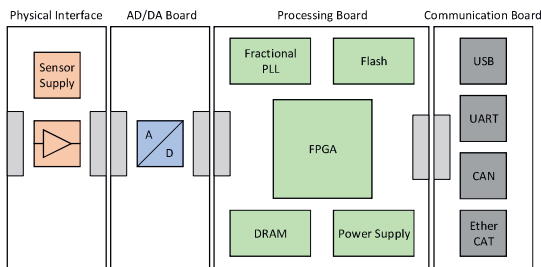 Physical Interface
AD/DA Board
Processing Board
Communication Board
Sensor
Supply
A
D
Fractional
PLL
Flash
FPGA
DRAM
Power Supply
USB
UART
CAN
Ether
CAT